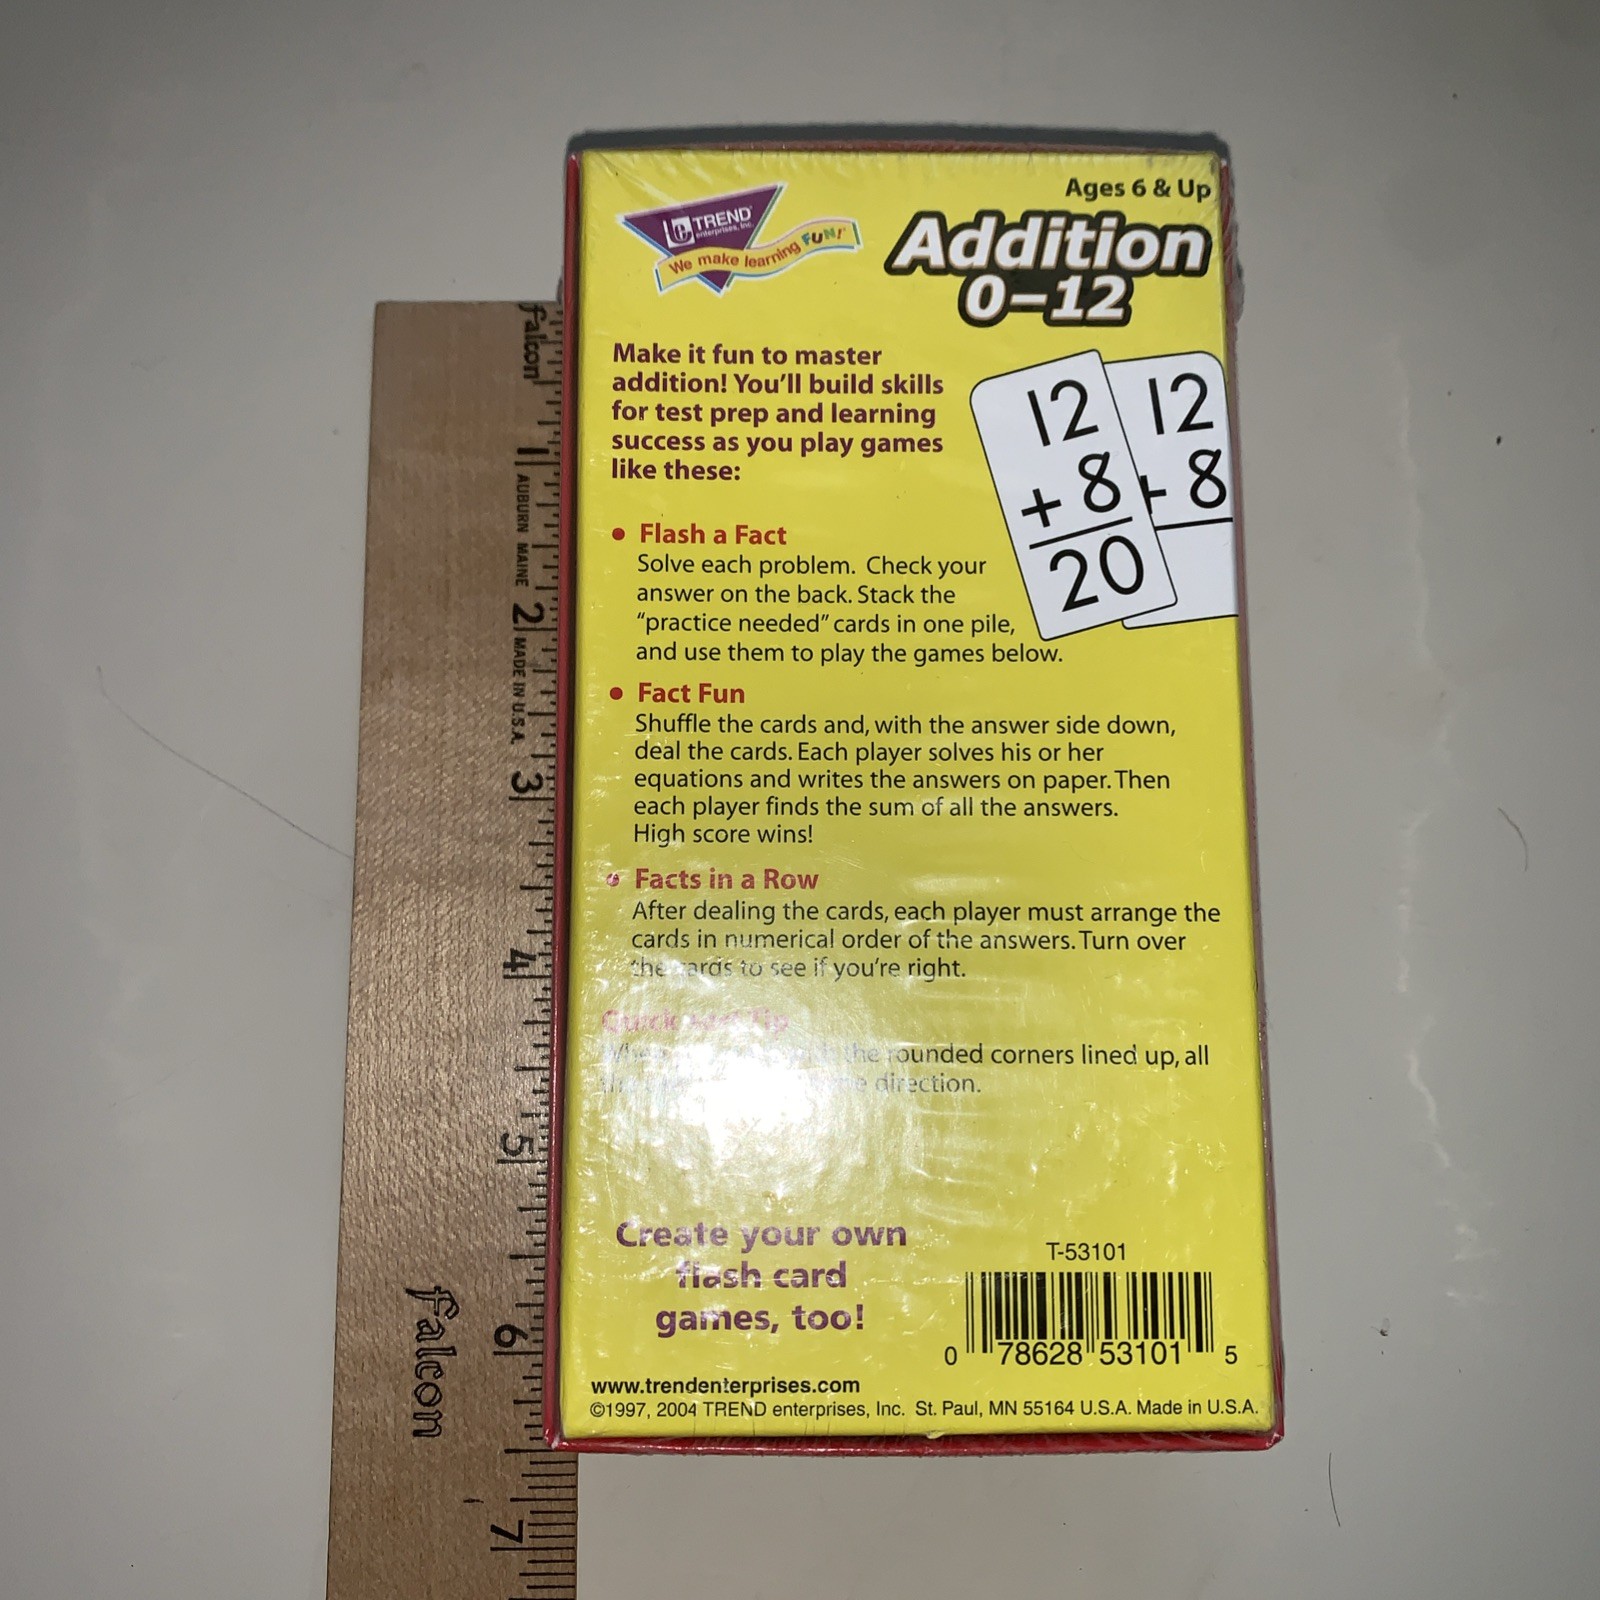 Ages 6 & Up
TREND
enterprises, Inc.
We make learning FUN!
Addition
0–12
Make it fun to master
addition! You'll build skills
for test prep and learning
success as you play games
like these:
12
+ 8
20
12
+ 8
• Flash a Fact
Solve each problem. Check your
answer on the back. Stack the
“practice needed” cards in one pile,
and use them to play the games below.
• Fact Fun
Shuffle the cards and, with the answer side down,
deal the cards. Each player solves his or her
equations and writes the answers on paper. Then
each player finds the sum of all the answers.
High score wins!
• Facts in a Row
After dealing the cards, each player must arrange the
cards in numerical order of the answers. Turn over
the cards to see if you're right.
Quick Tip
the rounded corners lined up, all
direction.
Create your own
flash card
games, too!
T-53101
0 78628 53101 5
www.trendenterprises.com
©1997, 2004 TREND enterprises, Inc. St. Paul, MN 55164 U.S.A. Made in U.S.A.
falcon
1
AUBURN MAINE
2
MADE IN U.S.A.
3
4
5
6
7
falcon